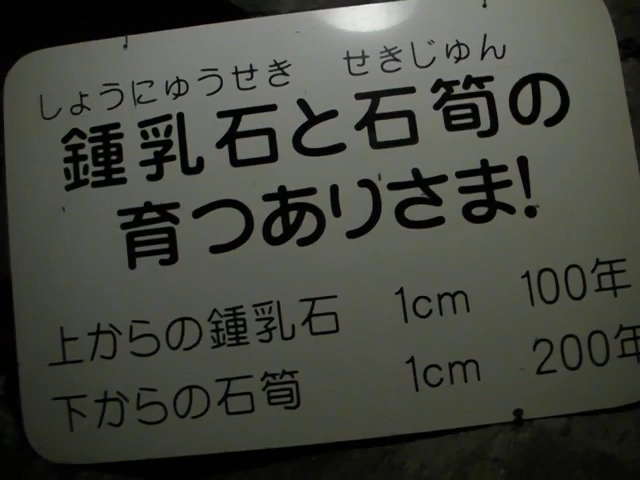 しょうにゅうせき せきじゅん
鍾乳石と石筍の
育つありさま!
上からの鍾乳石 1cm 100年
下からの石筍 1cm 200年